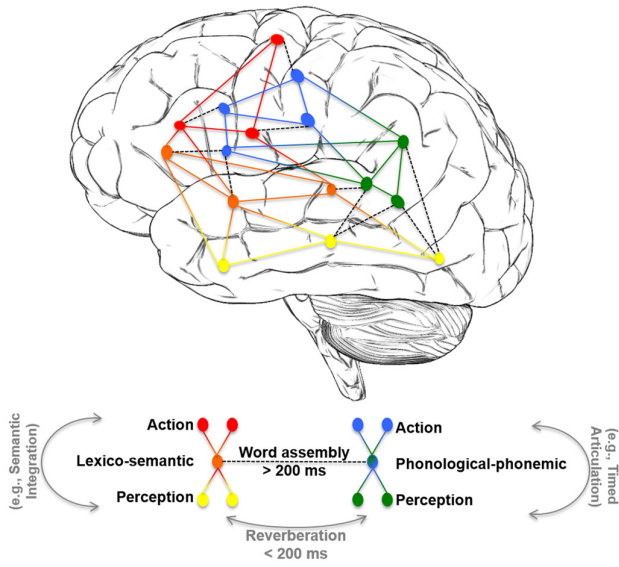 (e.g., Semantic
Integration)
Action
Lexico-semantic
Perception
Word assembly
> 200 ms
Reverberation
< 200 ms
Action
Phonological-phonemic
Perception
(e.g., Timed
Articulation)